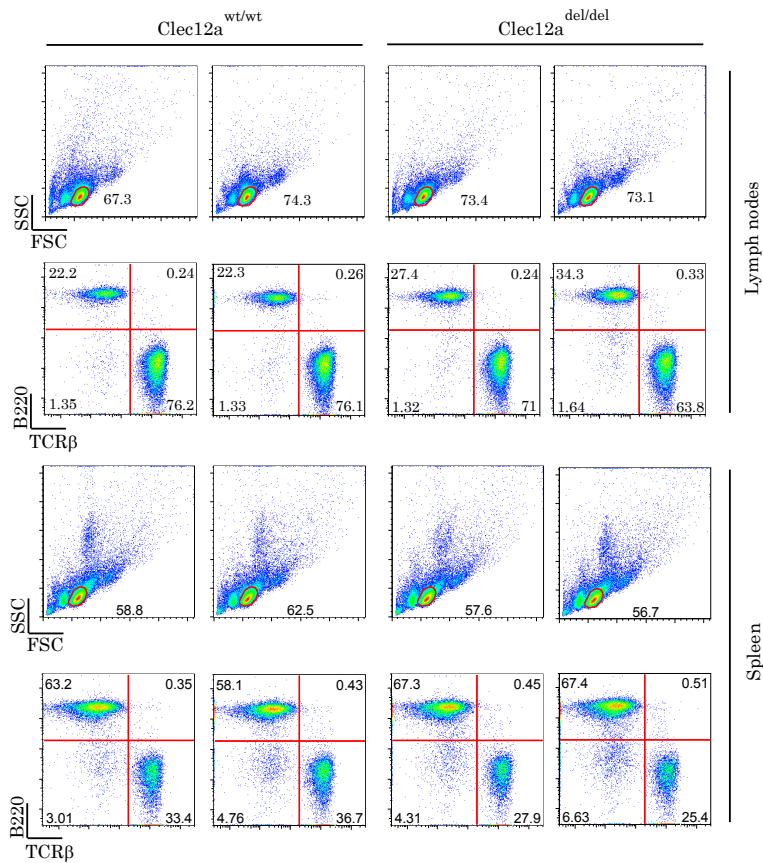 Clec12a wt/wt
Clec12a del/del
SSC
FSC
67.3
74.3
73.4
73.1
Lymph nodes
22.2 0.24
1.35 76.2
22.3 0.26
1.33 76.1
27.4 0.24
1.32 71
34.3 0.33
1.64 63.8
B220
TCRβ
SSC
FSC
58.8
62.5
57.6
56.7
Spleen
63.2 0.35
3.01 33.4
58.1 0.43
4.76 36.7
67.3 0.45
4.31 27.9
67.4 0.51
6.63 25.4
B220
TCRβ